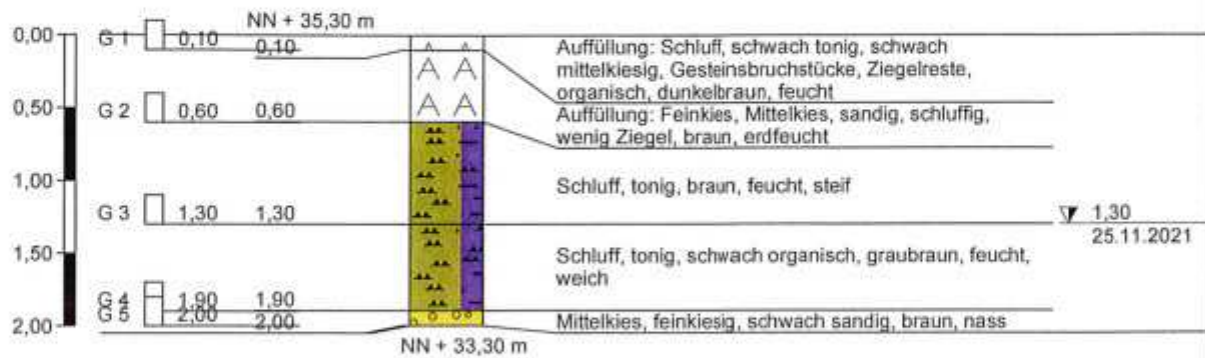 NN + 35,30 m
0,00
G 1 0,10 0,10
Auffüllung: Schluff, schwach tonig, schwach
mittelkiesig, Gesteinsbruchstücke, Ziegelreste,
organisch, dunkelbraun, feucht
0,50
G 2 0,60 0,60
Auffüllung: Feinkies, Mittelkies, sandig, schluffig,
wenig Ziegel, braun, erdfeucht
1,00
Schluff, tonig, braun, feucht, steif
G 3 1,30 1,30
1,30
25.11.2021
1,50
Schluff, tonig, schwach organisch, graubraun, feucht,
weich
G 4 1,90 1,90
G 5 2,00 2,00
2,00
Mittelkies, feinkiesig, schwach sandig, braun, nass
NN + 33,30 m